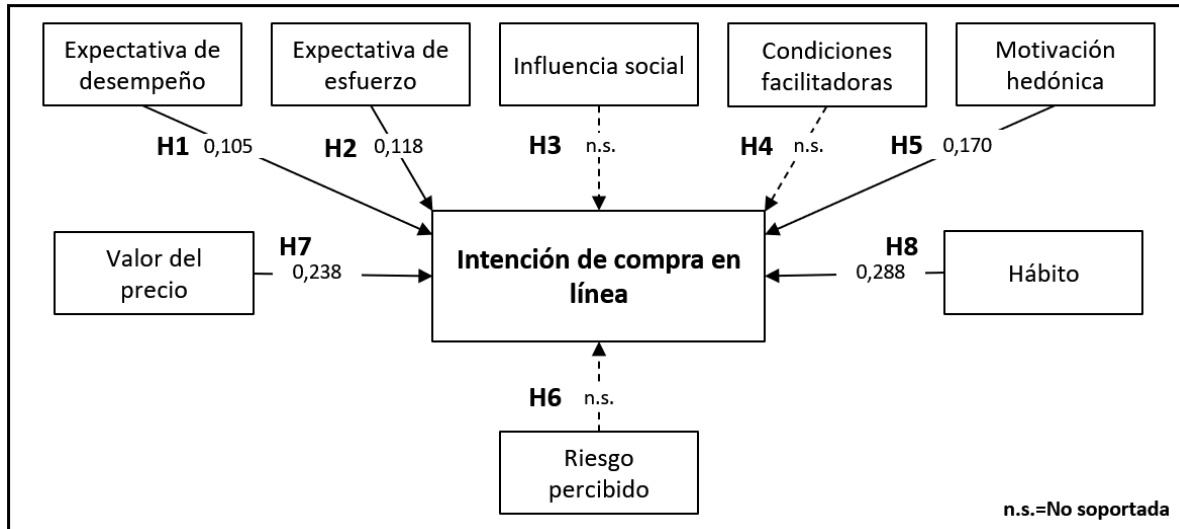 Expectativa de
desempeño
Expectativa de
esfuerzo
Influencia social
Condiciones
facilitadoras
Motivación
hedónica
H1 0,105
H2 0,118
H3 n.s.
H4 n.s.
H5 0,170
Valor del
precio
H7
0,238
Intención de compra en
línea
H8
0,288
Hábito
H6 n.s.
Riesgo
percibido
n.s.=No soportada